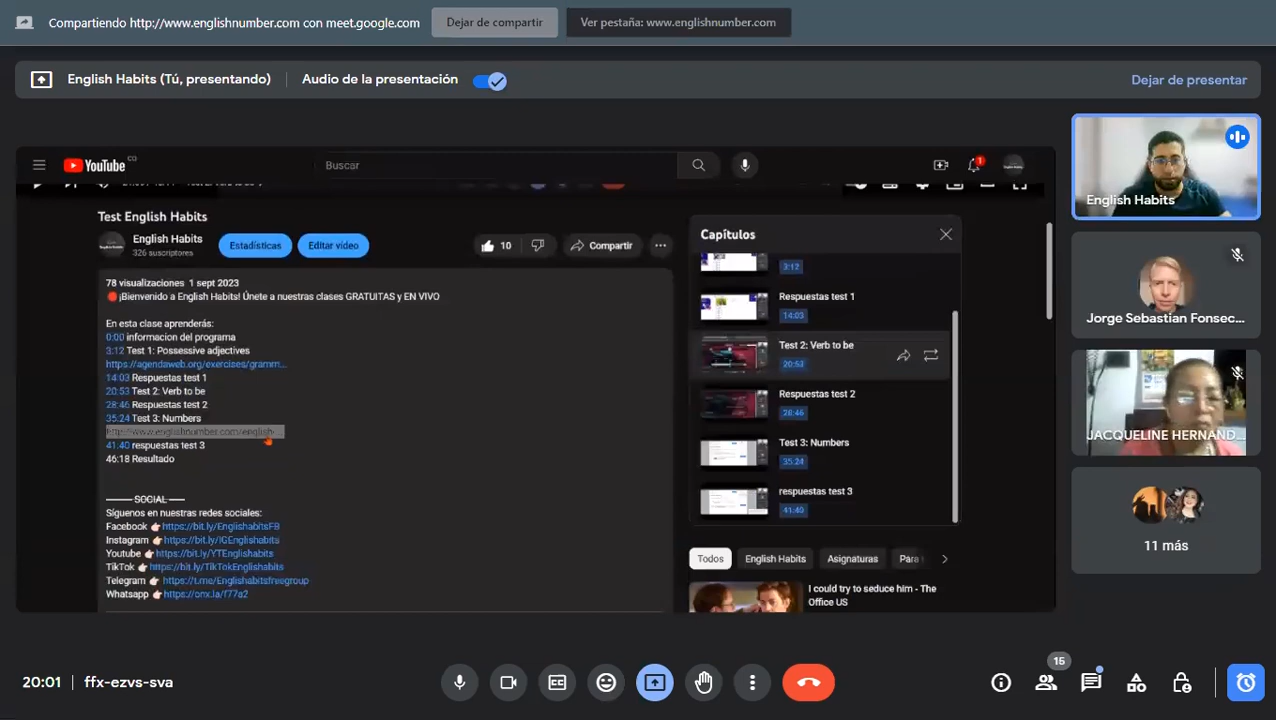 Compartiendo http://www.englishnumber.com con meet.google.com
Dejar de compartir
Ver pestaña: www.englishnumber.com
English Habits (Tú, presentando)
Audio de la presentación
Dejar de presentar
YouTube CO
Buscar
1
Test English Habits
English Habits
326 suscriptores
Estadísticas
Editar video
10
Compartir
78 visualizaciones 1 sept 2023
¡Bienvenido a English Habits! Únete a nuestras clases GRATUITAS y EN VIVO
En esta clase aprenderás:
0:00 informacion del programa
3:12 Test 1: Possessive adjectives
https://agendaweb.org/exercises/gramm...
14:03 Respuestas test 1
20:53 Test 2: Verb to be
28:46 Respuestas test 2
35:24 Test 3: Numbers
http://www.englishnumber.com/english-
41:40 respuestas test 3
46:18 Resultado
——— SOCIAL ——
Síguenos en nuestras redes sociales:
Facebook 👉🏻 https://bit.ly/EnglishabitsFB
Instagram 👉🏻 https://bit.ly/IGEnglishabits
Youtube 👉🏻 https://bit.ly/YTEnglishabits
TikTok 👉🏻 https://bit.ly/TikTokEnglishabits
Telegram 👉🏻 https://t.me/Englishabitsfreegroup
Whatsapp 👉🏻 https://onx.la/f77a2
Capítulos
3:12
Respuestas test 1
14:03
Test 2: Verb to be
20:53
Respuestas test 2
28:46
Test 3: Numbers
35:24
respuestas test 3
41:40
Todos
English Habits
Asignaturas
Para
I could try to seduce him - The
Office US
English Habits
Jorge Sebastian Fonsec...
JACQUELINE HERNAND...
11 más
20:01 | ffx-ezvs-sva
15